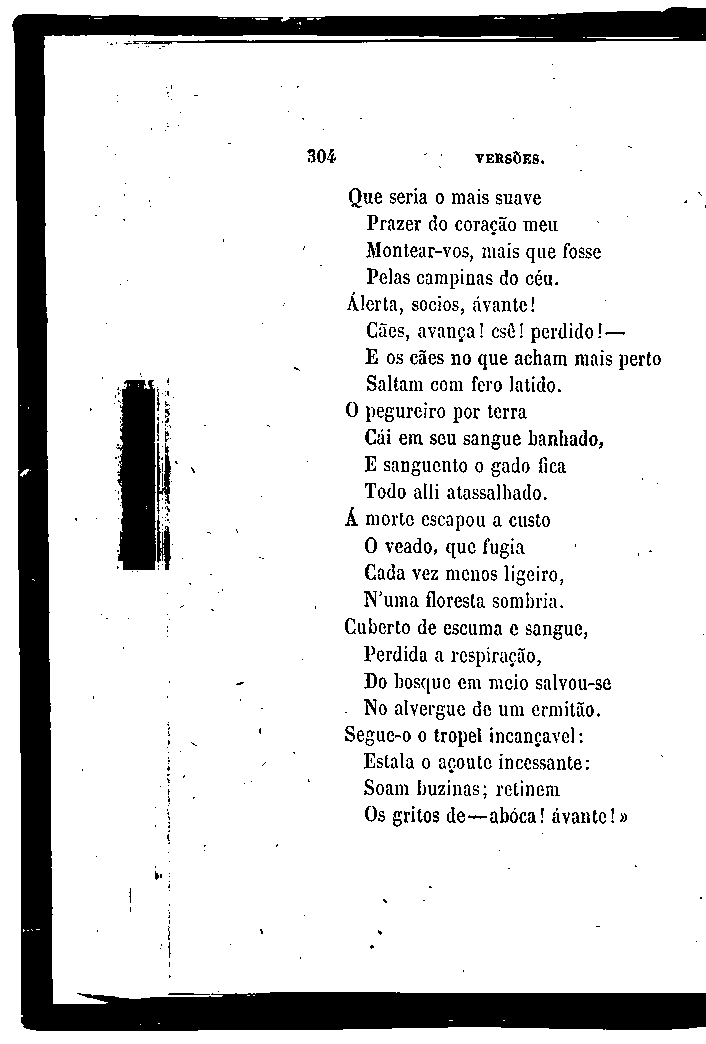 304 VERSÕES.
Que seria o mais suave
Prazer do coração meu
Montear-vos, mais que fosse
Pelas campinas do céu.
Álerta, socios, ávante!
Cães, avança! csê! perdido!—
E os cães no que acham mais perto
Saltam com fero latido.
O pegureiro por terra
Cái em seu sangue banhado,
E sanguento o gado fica
Todo alli atassalhado.
Á morte escapou a custo
O veado, que fugia
Cada vez menos ligeiro,
N'uma floresta sombria.
Cuberto de escuma e sangue,
Perdida a respiração,
Do bosque em meio salvou-se
No alvergue de um ermitão.
Segue-o o tropel incançavel:
Estala o açoute incessante:
Soam buzinas; retinem
Os gritos de—abóca! ávante!»